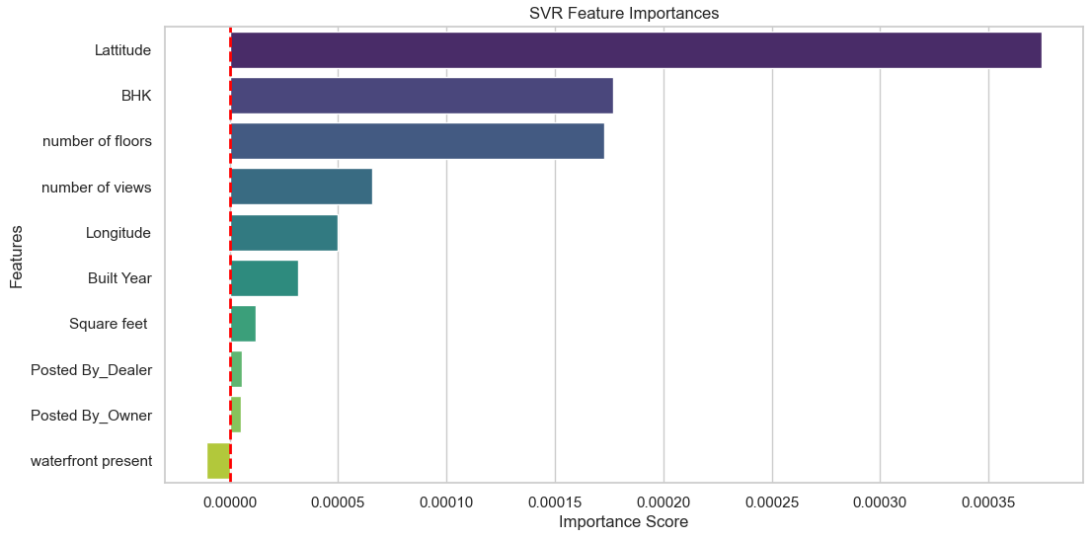 SVR Feature Importances
Features
Lattitude
BHK
number of floors
number of views
Longitude
Built Year
Square feet
Posted By_Dealer
Posted By_Owner
waterfront present
0.00000 0.00005 0.00010 0.00015 0.00020 0.00025 0.00030 0.00035
Importance Score